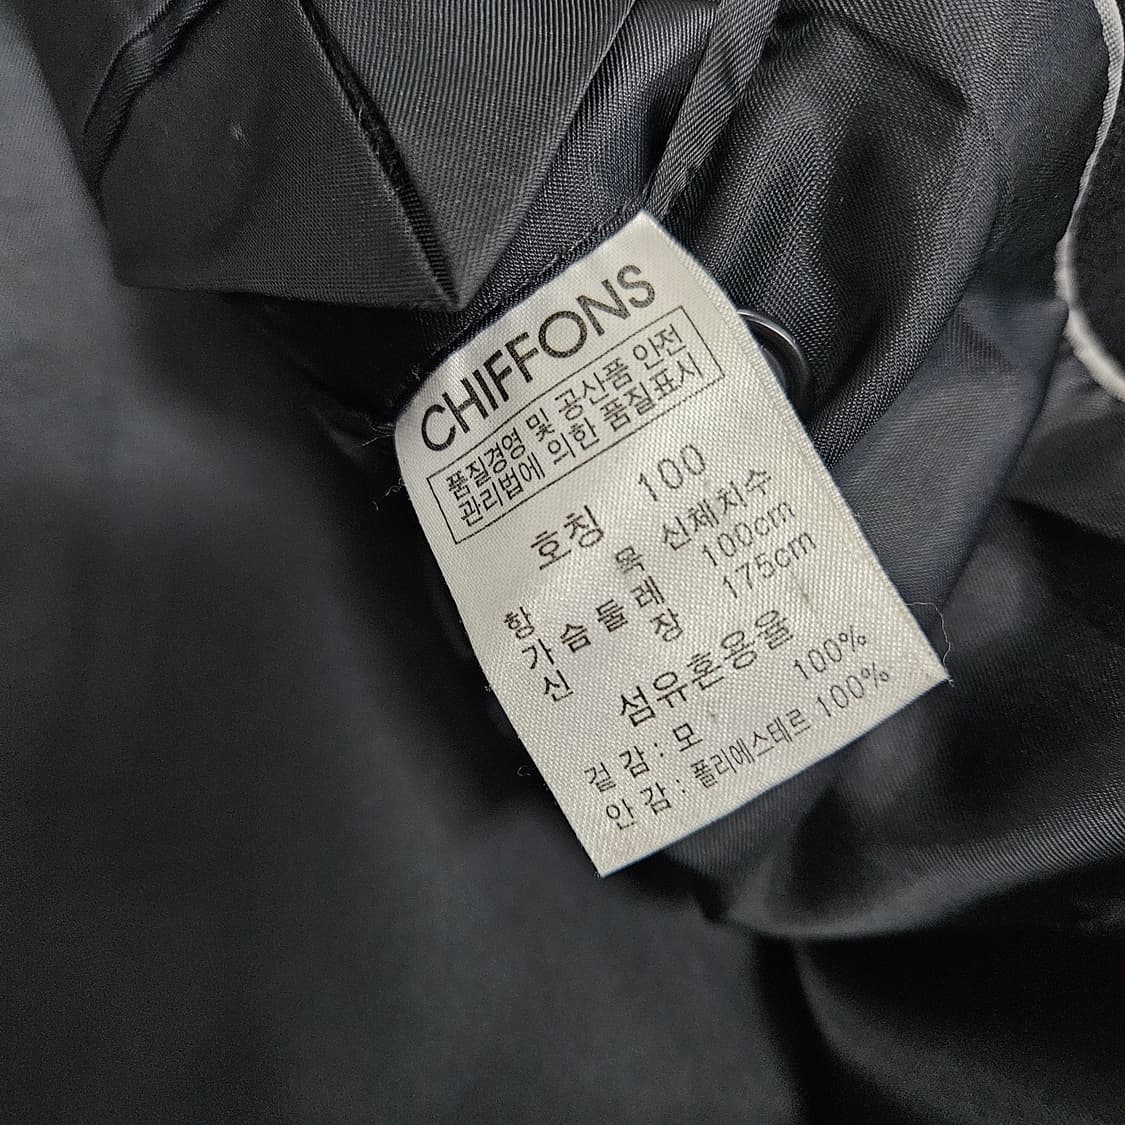 CHIFFONS
품질경영 및 공산품 안전
관리법에 의한 품질표시
호칭 100
항 목 신체치수
가슴둘레 100cm
신 장 175cm
섬유혼용율
겉 감 : 모 100%
안 감 : 폴리에스테르 100%